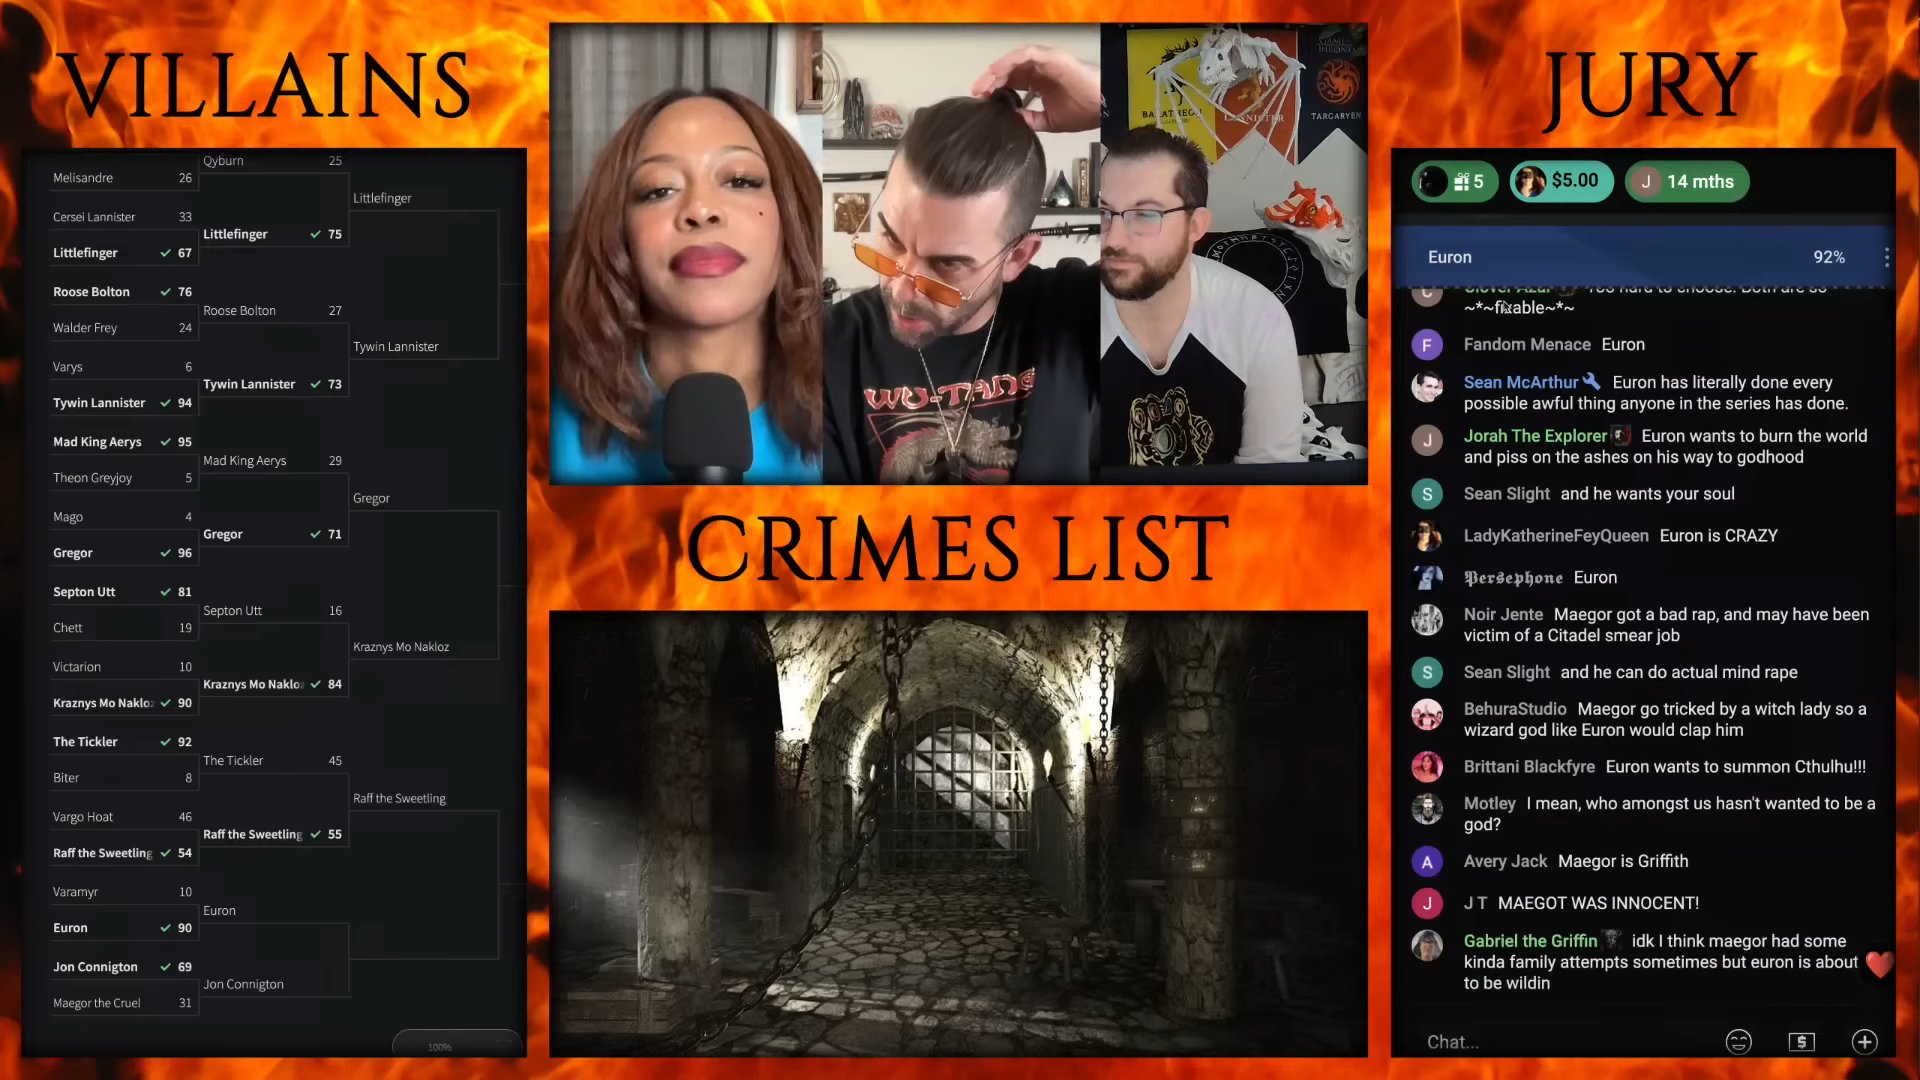 VILLAINS
Melisandre 26
Cersei Lannister 33
Littlefinger ✓ 67
Roose Bolton ✓ 76
Walder Frey 24
Varys 6
Tywin Lannister ✓ 94
Mad King Aerys ✓ 95
Theon Greyjoy 5
Mago 4
Gregor ✓ 96
Septon Utt ✓ 81
Chett 19
Victarion 10
Kraznys Mo Nakloz ✓ 90
The Tickler ✓ 92
Biter 8
Vargo Hoat 46
Raff the Sweetling ✓ 54
Varamyr 10
Euron ✓ 90
Jon Connigton ✓ 69
Maegor the Cruel 31
Qyburn 25
Littlefinger ✓ 75
Roose Bolton 27
Tywin Lannister ✓ 73
Mad King Aerys 29
Gregor ✓ 71
Septon Utt 16
Kraznys Mo Nakloz ✓ 84
The Tickler 45
Raff the Sweetling ✓ 55
Euron
Jon Connigton
Littlefinger
Tywin Lannister
Gregor
Kraznys Mo Nakloz
Raff the Sweetling
100%
BARATHEON
LANNISTER
GAME OF THRONES
TARGARYEN
WU-TANG
CRIMES LIST
JURY
5
$5.00
J 14 mths
Euron 92%
~*~fixable~*~
F Fandom Menace Euron
Sean McArthur Euron has literally done every
possible awful thing anyone in the series has done.
J Jorah The Explorer Euron wants to burn the world
and piss on the ashes on his way to godhood
S Sean Slight and he wants your soul
LadyKatherineFeyQueen Euron is CRAZY
𝕻𝖊𝖗𝖘𝖊𝖕𝖍𝖔𝖓𝖊 Euron
Noir Jente Maegor got a bad rap, and may have been
victim of a Citadel smear job
S Sean Slight and he can do actual mind rape
BehuraStudio Maegor go tricked by a witch lady so a
wizard god like Euron would clap him
Brittani Blackfyre Euron wants to summon Cthulhu!!!
Motley I mean, who amongst us hasn't wanted to be a
god?
A Avery Jack Maegor is Griffith
J J T MAEGOT WAS INNOCENT!
Gabriel the Griffin idk I think maegor had some
kinda family attempts sometimes but euron is about
to be wildin
Chat...